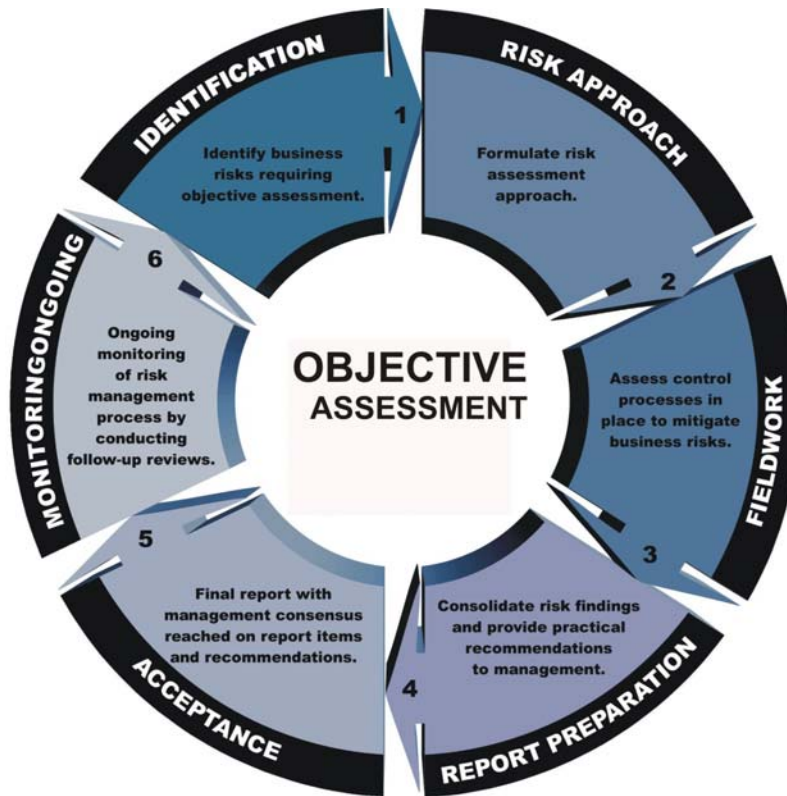 OBJECTIVE
ASSESSMENT
IDENTIFICATION
1
Identify business
risks requiring
objective assessment.
RISK APPROACH
Formulate risk
assessment
approach.
2
FIELDWORK
Assess control
processes in
place to mitigate
business risks.
3
REPORT PREPARATION
Consolidate risk findings
and provide practical
recommendations
to management.
4
ACCEPTANCE
Final report with
management consensus
reached on report items
and recommendations.
5
MONITORINGONGOING
6
Ongoing
monitoring
of risk
management
process by
conducting
follow-up reviews.